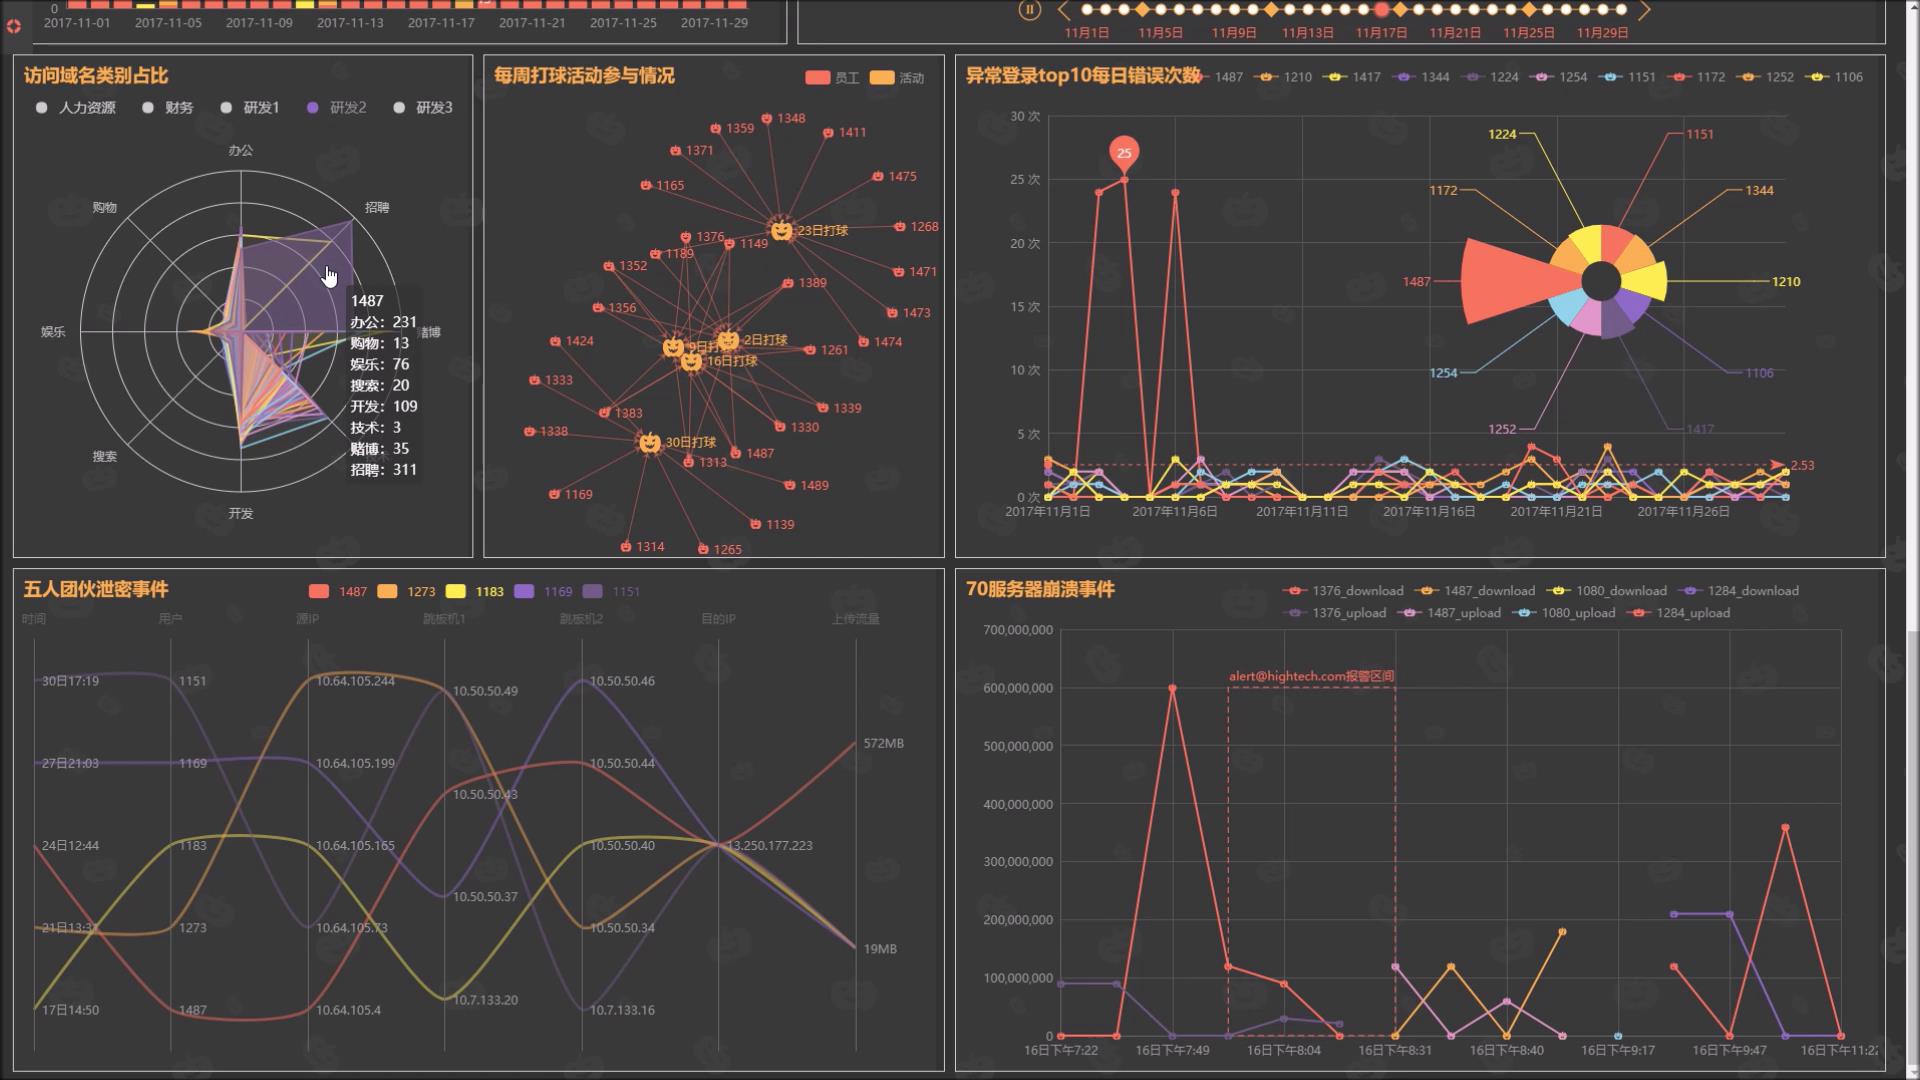 0
2017-11-01 2017-11-05 2017-11-09 2017-11-13 2017-11-17 2017-11-21 2017-11-25 2017-11-29
11月1日 11月5日 11月9日 11月13日 11月17日 11月21日 11月25日 11月29日
访问域名类别占比
人力资源 财务 研发1 研发2 研发3
办公
购物 招聘
娱乐 赌博
搜索
开发
1487
办公: 231
购物: 13
娱乐: 76
搜索: 20
开发: 109
技术: 3
赌博: 35
招聘: 311
每周打球活动参与情况
员工 活动
1348
1359
1411
1371
1475
1165
1268
23日打球
1376
1149
1189
1352
1471
1389
1356
1473
1424
2日打球
1474
9日打球
1261
16日打球
1333
1339
1383
1330
1338
30日打球
1487
1313
1489
1169
1139
1314
1265
异常登录top10每日错误次数
1487 1210 1417 1344 1224 1254 1151 1172 1252 1106
30 次
25 次
20 次
15 次
10 次
5 次
0 次
25
1224 1151
1172 1344
1487 1210
1254 1106
1252 1417
2.53
2017年11月1日 2017年11月6日 2017年11月11日 2017年11月16日 2017年11月21日 2017年11月26日
五人团伙泄密事件
1487 1273 1183 1169 1151
时间 用户 源IP 跳板机1 跳板机2 目的IP 上传流量
30日17:19 1151 10.64.105.244 10.50.50.49 10.50.50.46
572MB
27日21:03 1169 10.64.105.199 10.50.50.43 10.50.50.44
24日12:44 1183 10.64.105.165 10.50.50.40 13.250.177.223
10.50.50.37
21日13:37 1273 10.64.105.73 10.50.50.34
19MB
17日14:50 1487 10.64.105.4 10.7.133.20 10.7.133.16
70服务器崩溃事件
1376_download 1487_download 1080_download 1284_download
1376_upload 1487_upload 1080_upload 1284_upload
700,000,000
600,000,000
500,000,000
400,000,000
300,000,000
200,000,000
100,000,000
0
alert@hightech.com报警区间
16日下午7:22 16日下午7:49 16日下午8:04 16日下午8:31 16日下午8:40 16日下午9:17 16日下午9:47 16日下午11:22